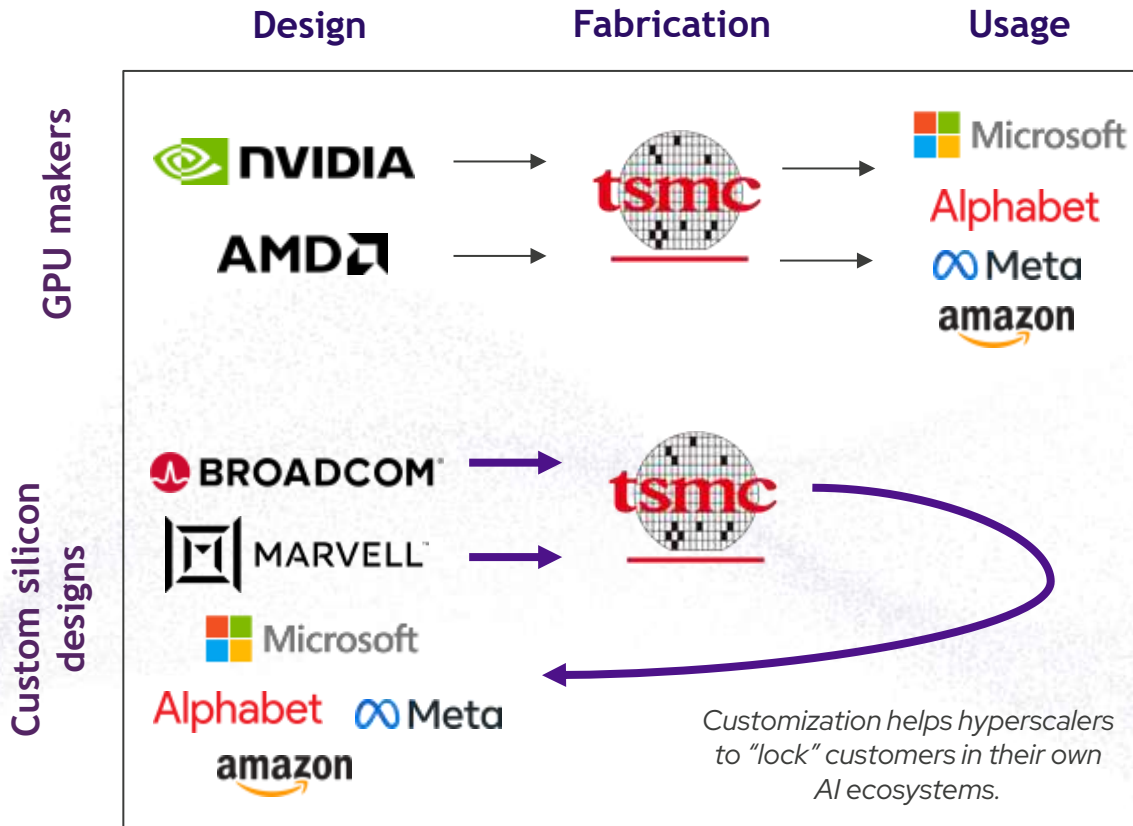 Design
Fabrication
Usage
GPU makers
NVIDIA
AMD
tsmc
Microsoft
Alphabet
Meta
amazon
Custom silicon
designs
BROADCOM®
MARVELL™
tsmc
Microsoft
Alphabet
Meta
amazon
Customization helps hyperscalers
to “lock” customers in their own
AI ecosystems.